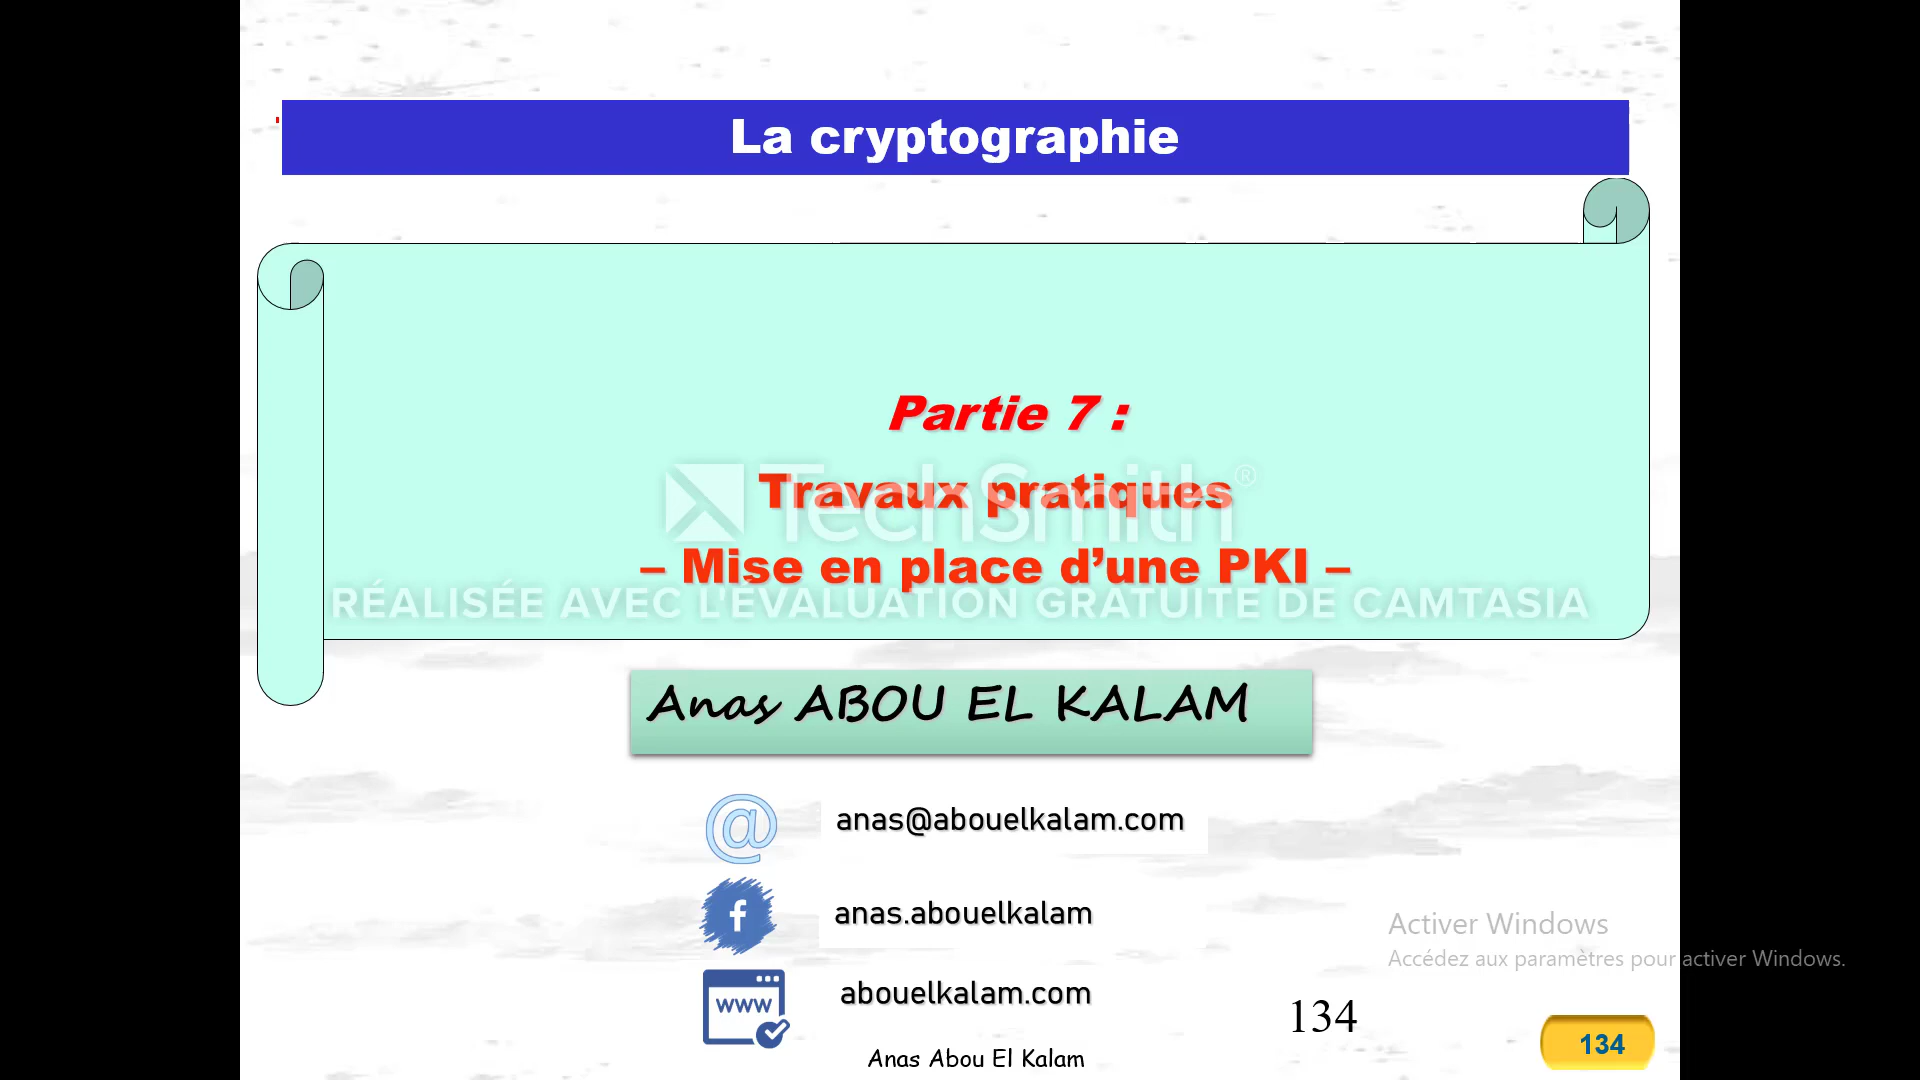 La cryptographie
Partie 7 :
Travaux pratiques
TechSmith®
– Mise en place d’une PKI –
RÉALISÉE AVEC L'ÉVALUATION GRATUITE DE CAMTASIA
Anas ABOU EL KALAM
@ anas@abouelkalam.com
f anas.abouelkalam
www abouelkalam.com
Activer Windows
Accédez aux paramètres pour activer Windows.
134
134
Anas Abou El Kalam